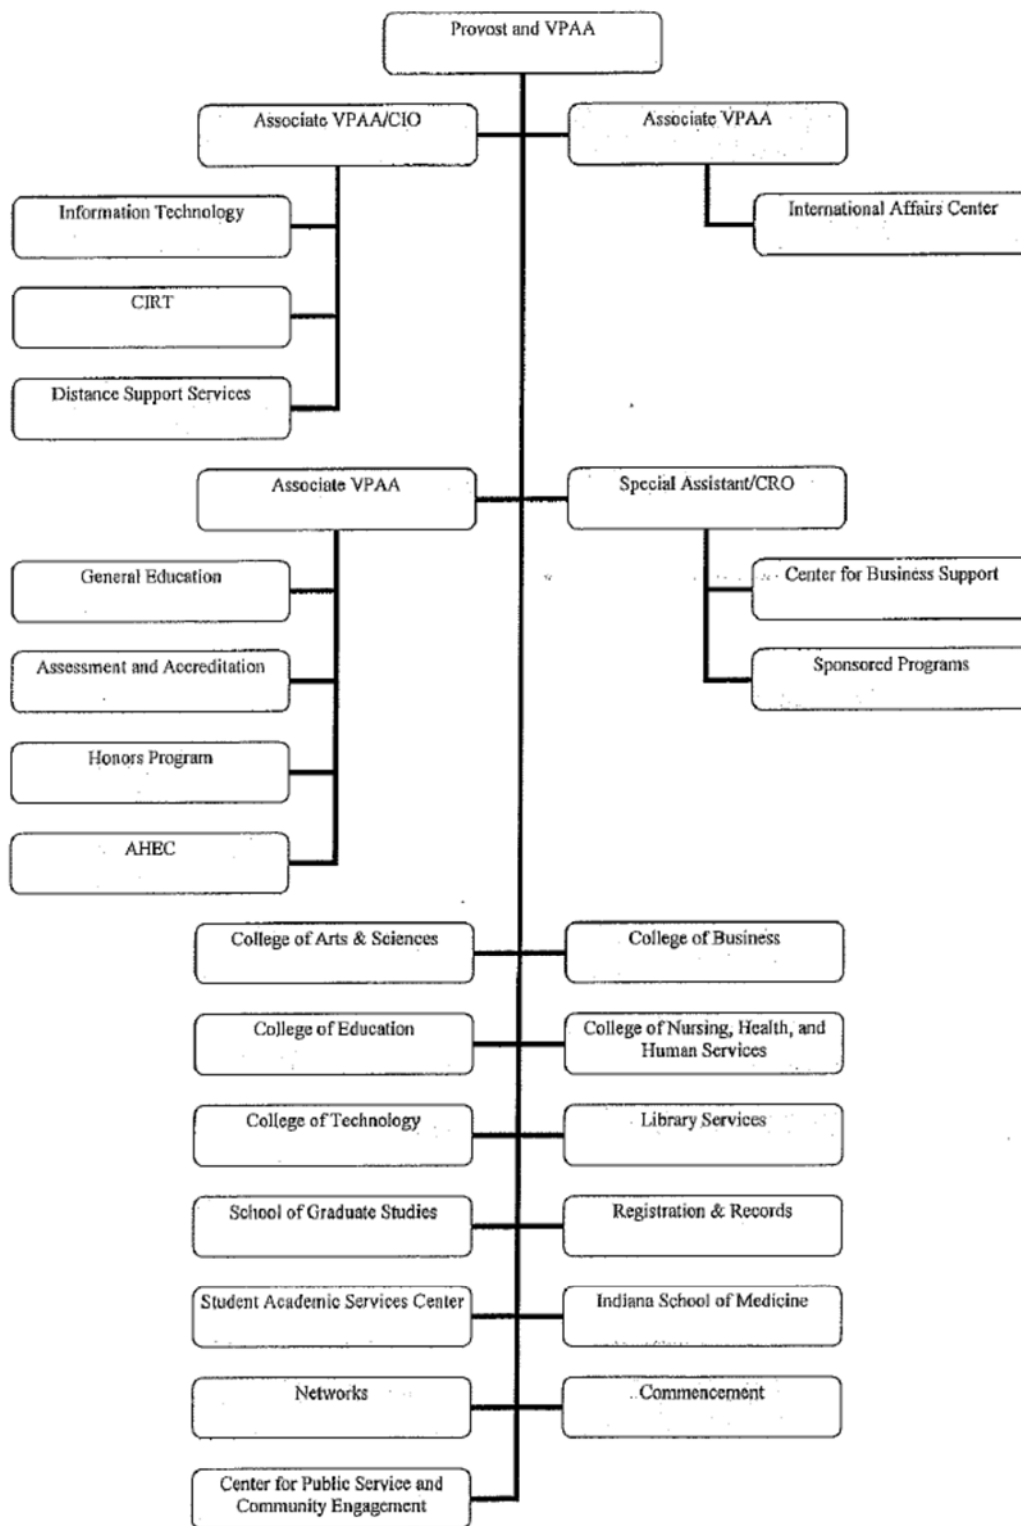 Provost and VPAA
Associate VPAA/CIO
Associate VPAA
Information Technology
International Affairs Center
CIRT
Distance Support Services
Associate VPAA
Special Assistant/CRO
General Education
Center for Business Support
Assessment and Accreditation
Sponsored Programs
Honors Program
AHEC
College of Arts & Sciences
College of Business
College of Education
College of Nursing, Health, and
Human Services
College of Technology
Library Services
School of Graduate Studies
Registration & Records
Student Academic Services Center
Indiana School of Medicine
Networks
Commencement
Center for Public Service and
Community Engagement